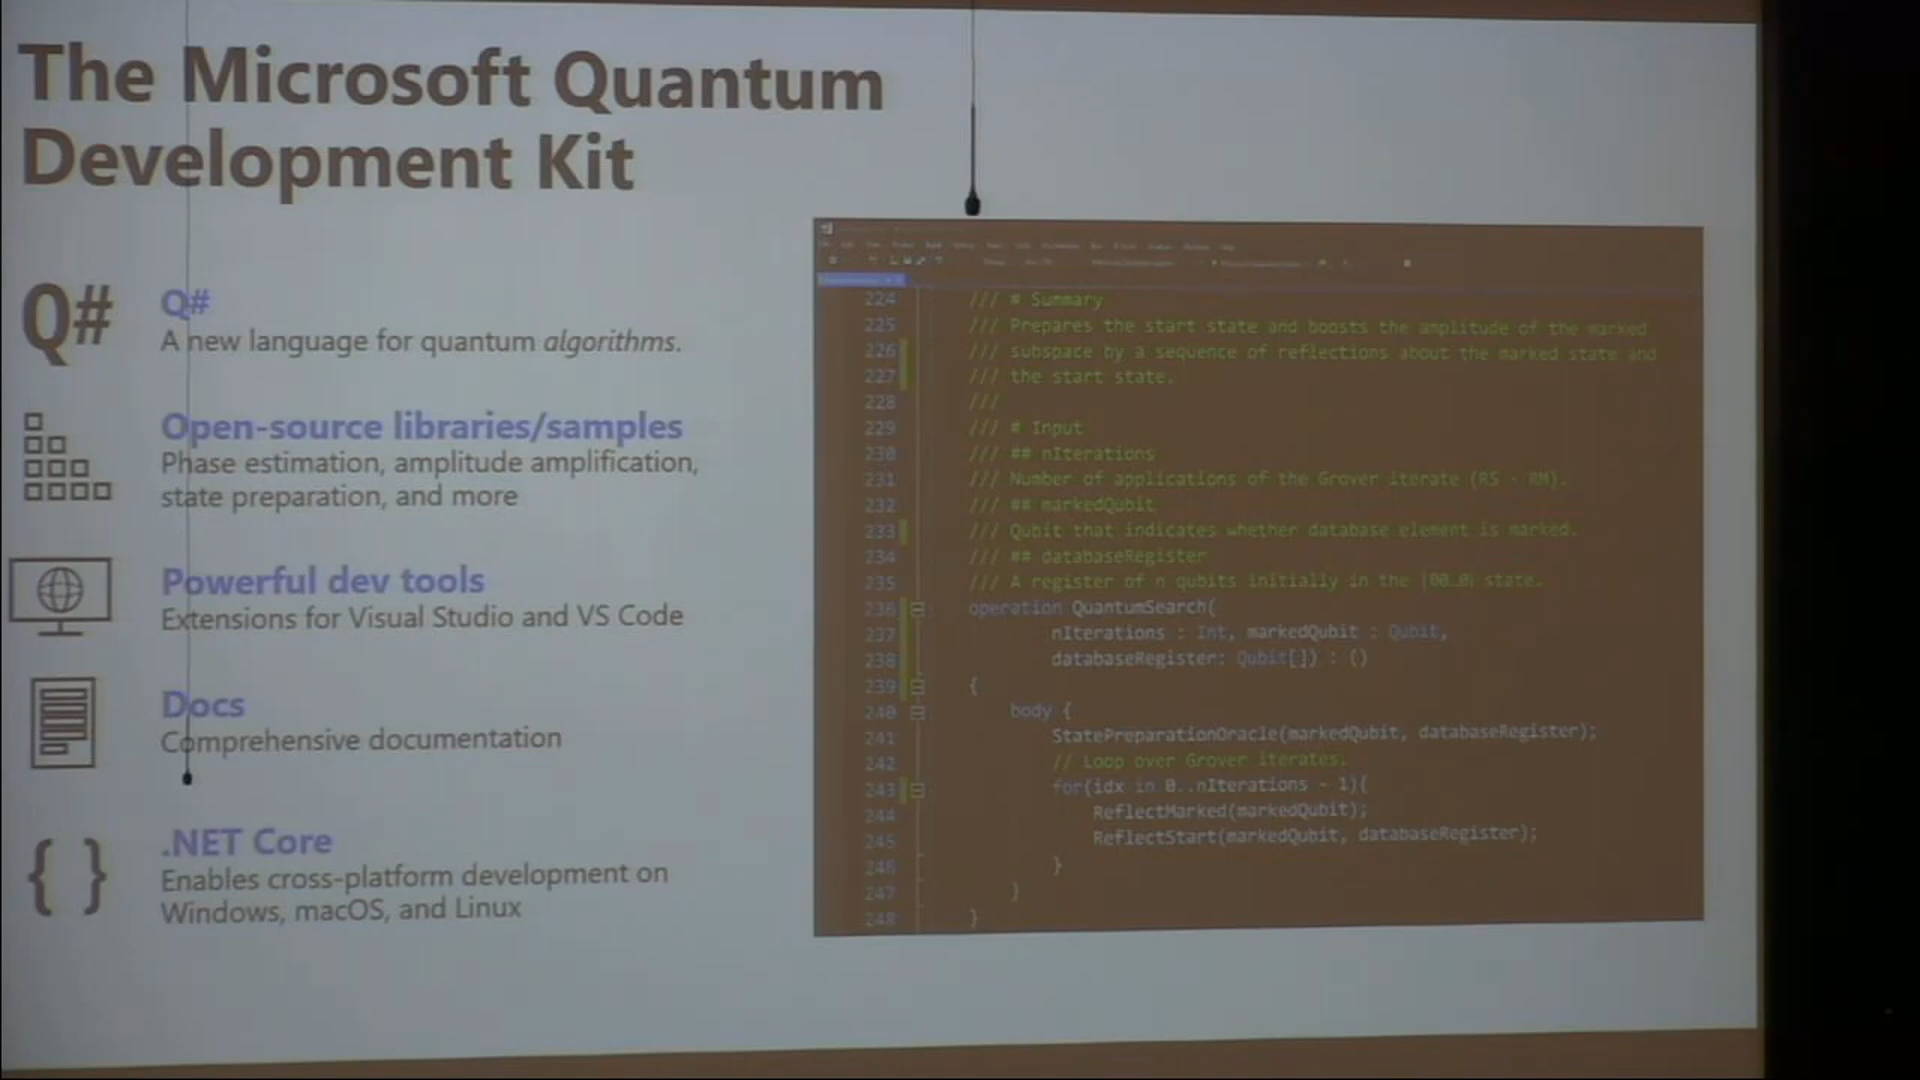 The Microsoft Quantum
Development Kit
Q#
Q#
A new language for quantum algorithms.
Open-source libraries/samples
Phase estimation, amplitude amplification,
state preparation, and more
Powerful dev tools
Extensions for Visual Studio and VS Code
Docs
Comprehensive documentation
{ }
.NET Core
Enables cross-platform development on
Windows, macOS, and Linux
224 /// # Summary
225 /// Prepares the start state and boosts the amplitude of the marked
226 /// subspace by a sequence of reflections about the marked state and
227 /// the start state.
228 ///
229 /// # Input
230 /// ## nIterations
231 /// Number of applications of the Grover iterate (RS · RM).
232 /// ## markedQubit
233 /// Qubit that indicates whether database element is marked.
234 /// ## databaseRegister
235 /// A register of n qubits initially in the |00…0⟩ state.
236 operation QuantumSearch(
237 nIterations : Int, markedQubit : Qubit,
238 databaseRegister: Qubit[]) : ()
239 {
240 body {
241 StatePreparationOracle(markedQubit, databaseRegister);
242 // Loop over Grover iterates.
243 for(idx in 0..nIterations - 1){
244 ReflectMarked(markedQubit);
245 ReflectStart(markedQubit, databaseRegister);
246 }
247 }
248 }